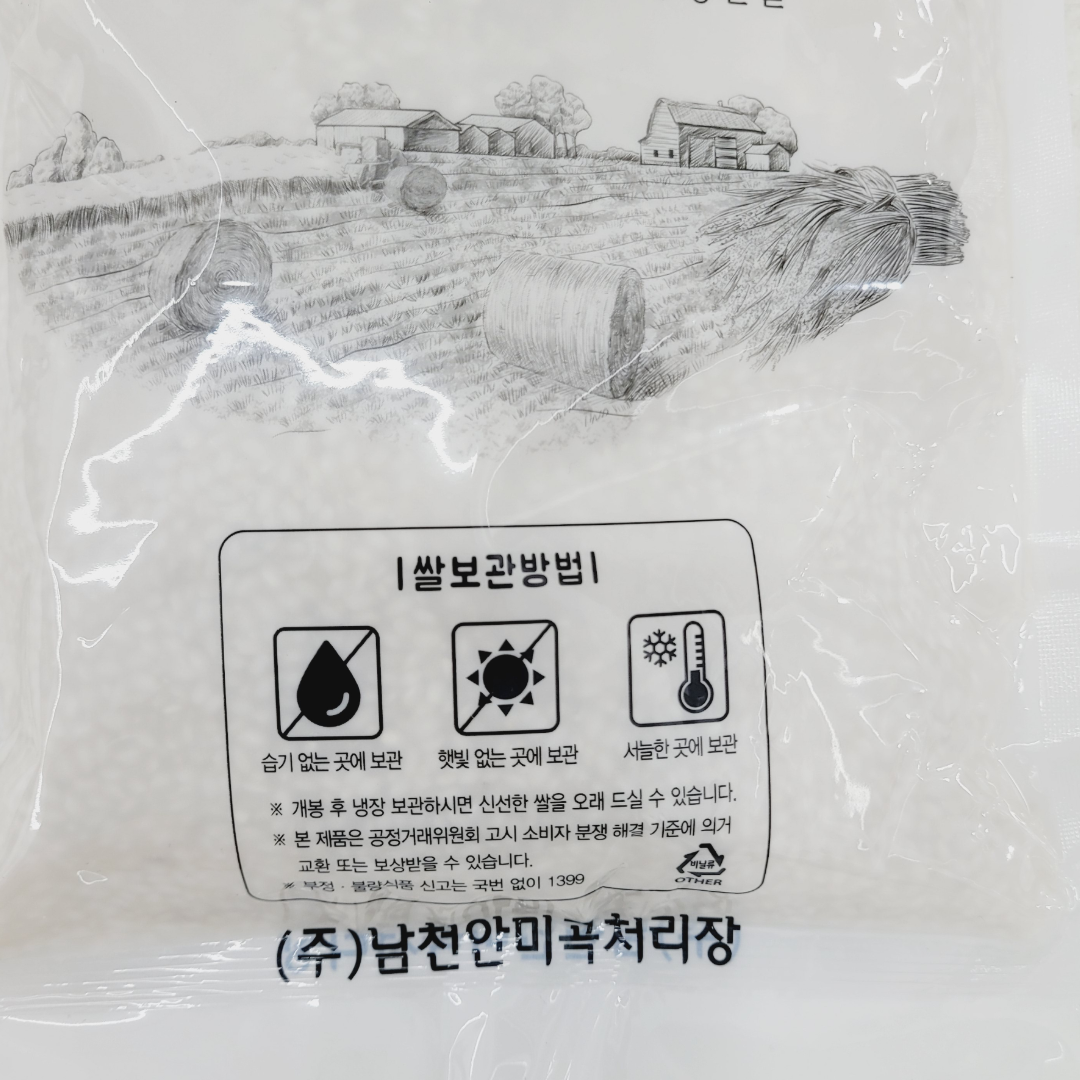 |쌀보관방법|
습기 없는 곳에 보관
햇빛 없는 곳에 보관
서늘한 곳에 보관
※ 개봉 후 냉장 보관하시면 신선한 쌀을 오래 드실 수 있습니다.
※ 본 제품은 공정거래위원회 고시 소비자 분쟁 해결 기준에 의거
교환 또는 보상받을 수 있습니다.
※ 부정 · 불량식품 신고는 국번 없이 1399
비닐류
OTHER
(주)남천안미곡처리장